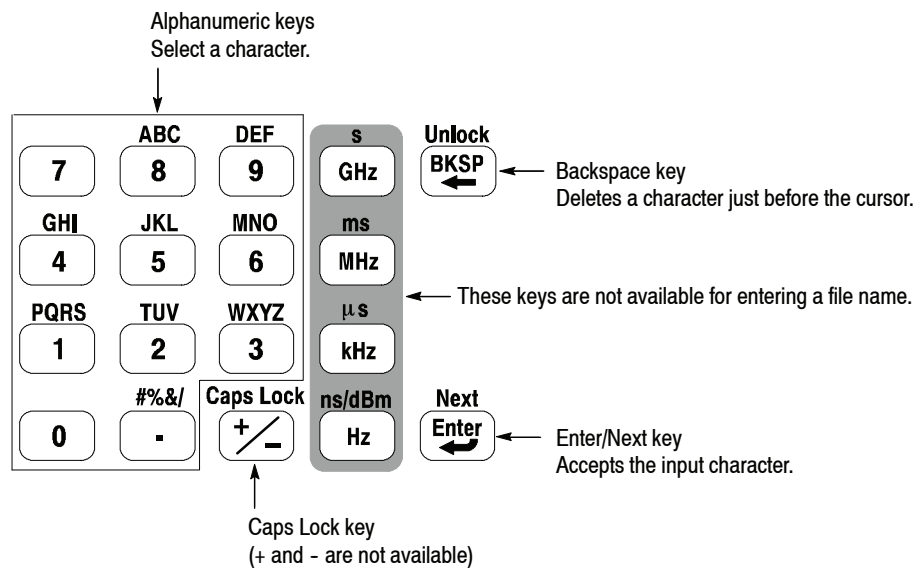 Alphanumeric keys
Select a character.
ABC DEF s Unlock
7 8 9 GHz BKSP
Backspace key
Deletes a character just before the cursor.
GHI JKL MNO ms
4 5 6 MHz
These keys are not available for entering a file name.
PQRS TUV WXYZ μs
1 2 3 kHz
#%&/ Caps Lock ns/dBm Next
0 . +/- Hz Enter
Enter/Next key
Accepts the input character.
Caps Lock key
(+ and - are not available)